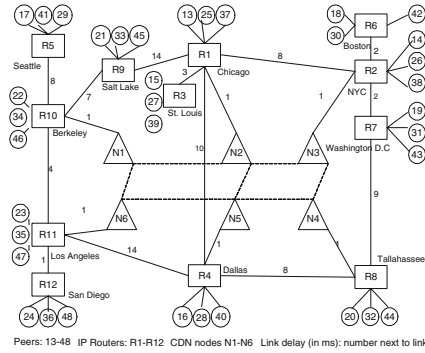 13 25 37
17 41 29
21 33 45
18 R6 42
30 Boston
R5
Seattle
14
R1
Chicago
8
2
14
R2
26
NYC
38
R9
Salt Lake
3
15
R3
27
St. Louis
39
8
7
22
34
R10
46
Berkeley
1
1
1
2
R7
19
31
43
Washington D.C
N1
N2
N3
10
4
9
N6
N5
N4
23
35
R11
47
Los Angeles
1
14
1
1
1
R4
Dallas
8
Tallahassee
R8
R12
San Diego
24 36 48
16 28 40
20 32 44
Peers: 13-48 IP Routers: R1-R12 CDN nodes N1-N6 Link delay (in ms): number next to link